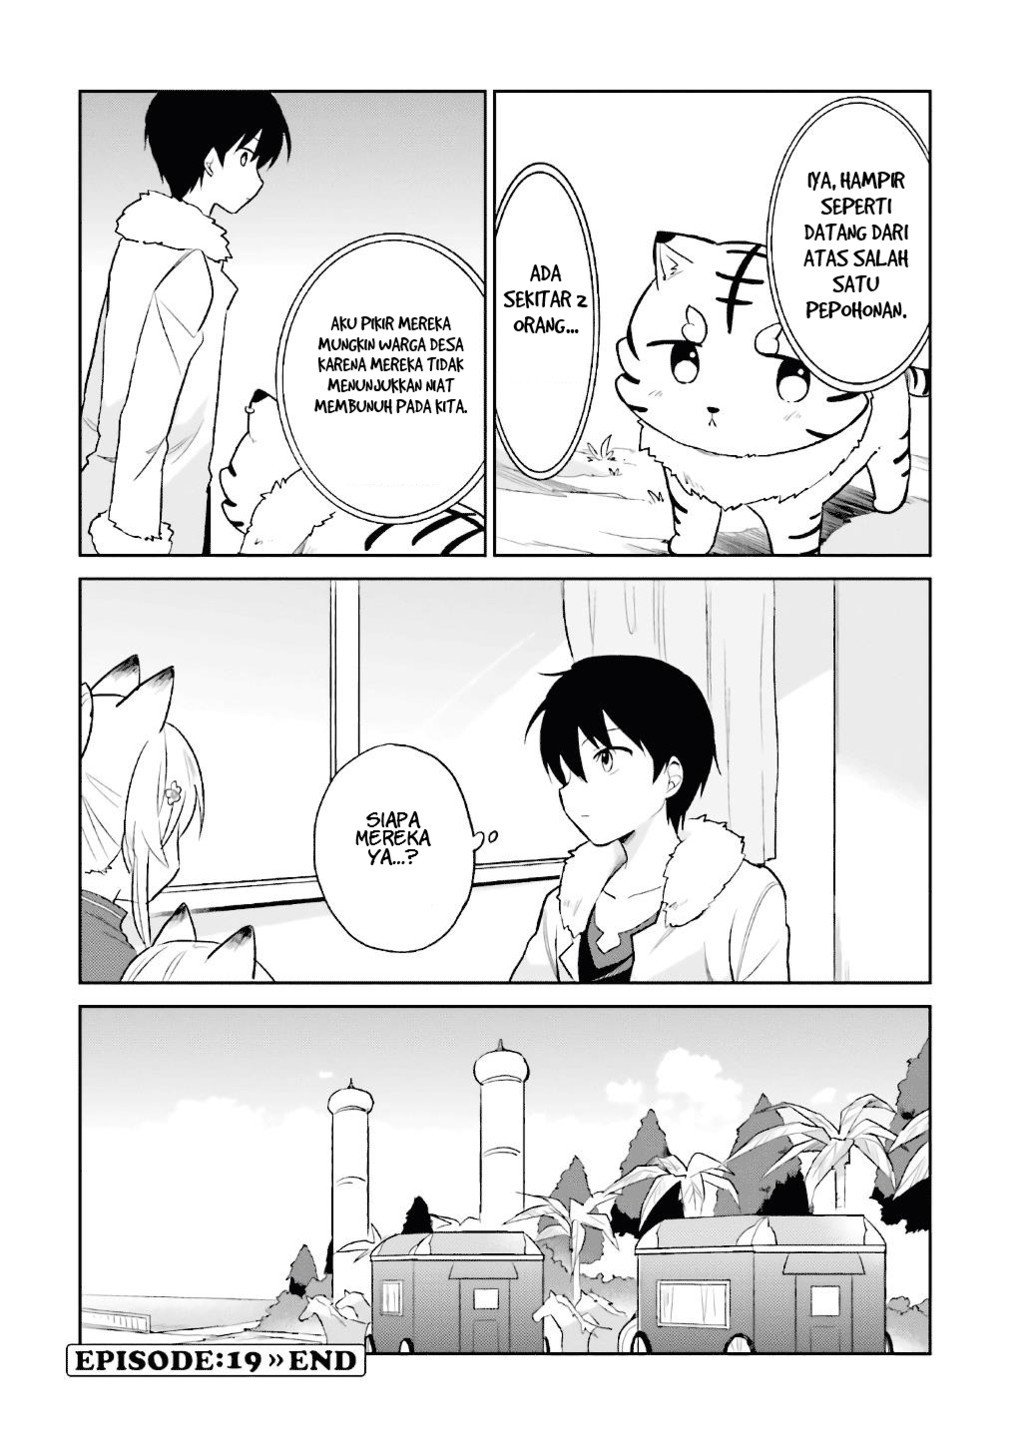 IYA, HAMPIR
SEPERTI
DATANG DARI
ATAS SALAH
SATU
PEPOHONAN.
ADA
SEKITAR 2
ORANG...
AKU PIKIR MEREKA
MUNGKIN WARGA DESA
KARENA MEREKA TIDAK
MENUNJUKKAN NIAT
MEMBUNUH PADA KITA.
SIAPA
MEREKA
YA...?
EPISODE:19 » END